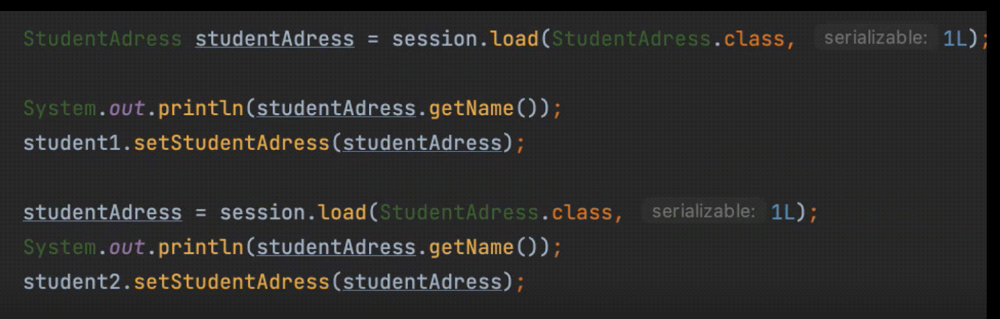 StudentAdress studentAdress = session.load(StudentAdress.class, serializable: 1L);
System.out.println(studentAdress.getName());
student1.setStudentAdress(studentAdress);
studentAdress = session.load(StudentAdress.class, serializable: 1L);
System.out.println(studentAdress.getName());
student2.setStudentAdress(studentAdress);